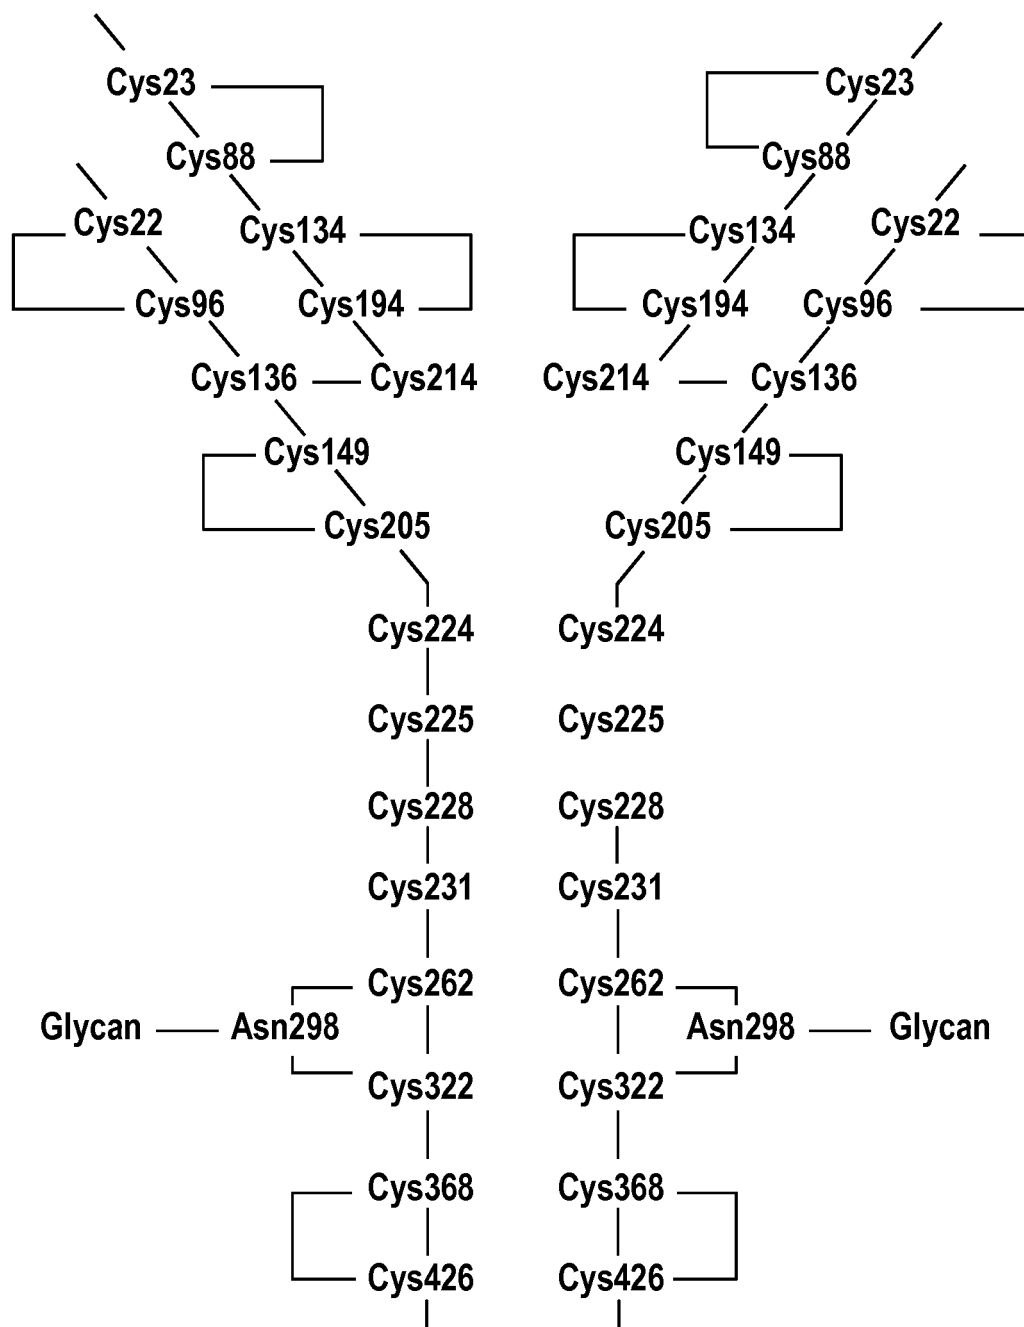 Cys23 Cys23
Cys88 Cys88
Cys22 Cys134 Cys134 Cys22
Cys96 Cys194 Cys194 Cys96
Cys136 Cys214 Cys214 Cys136
Cys149 Cys149
Cys205 Cys205
Cys224 Cys224
Cys225 Cys225
Cys228 Cys228
Cys231 Cys231
Cys262 Cys262
Glycan Asn298 Asn298 Glycan
Cys322 Cys322
Cys368 Cys368
Cys426 Cys426